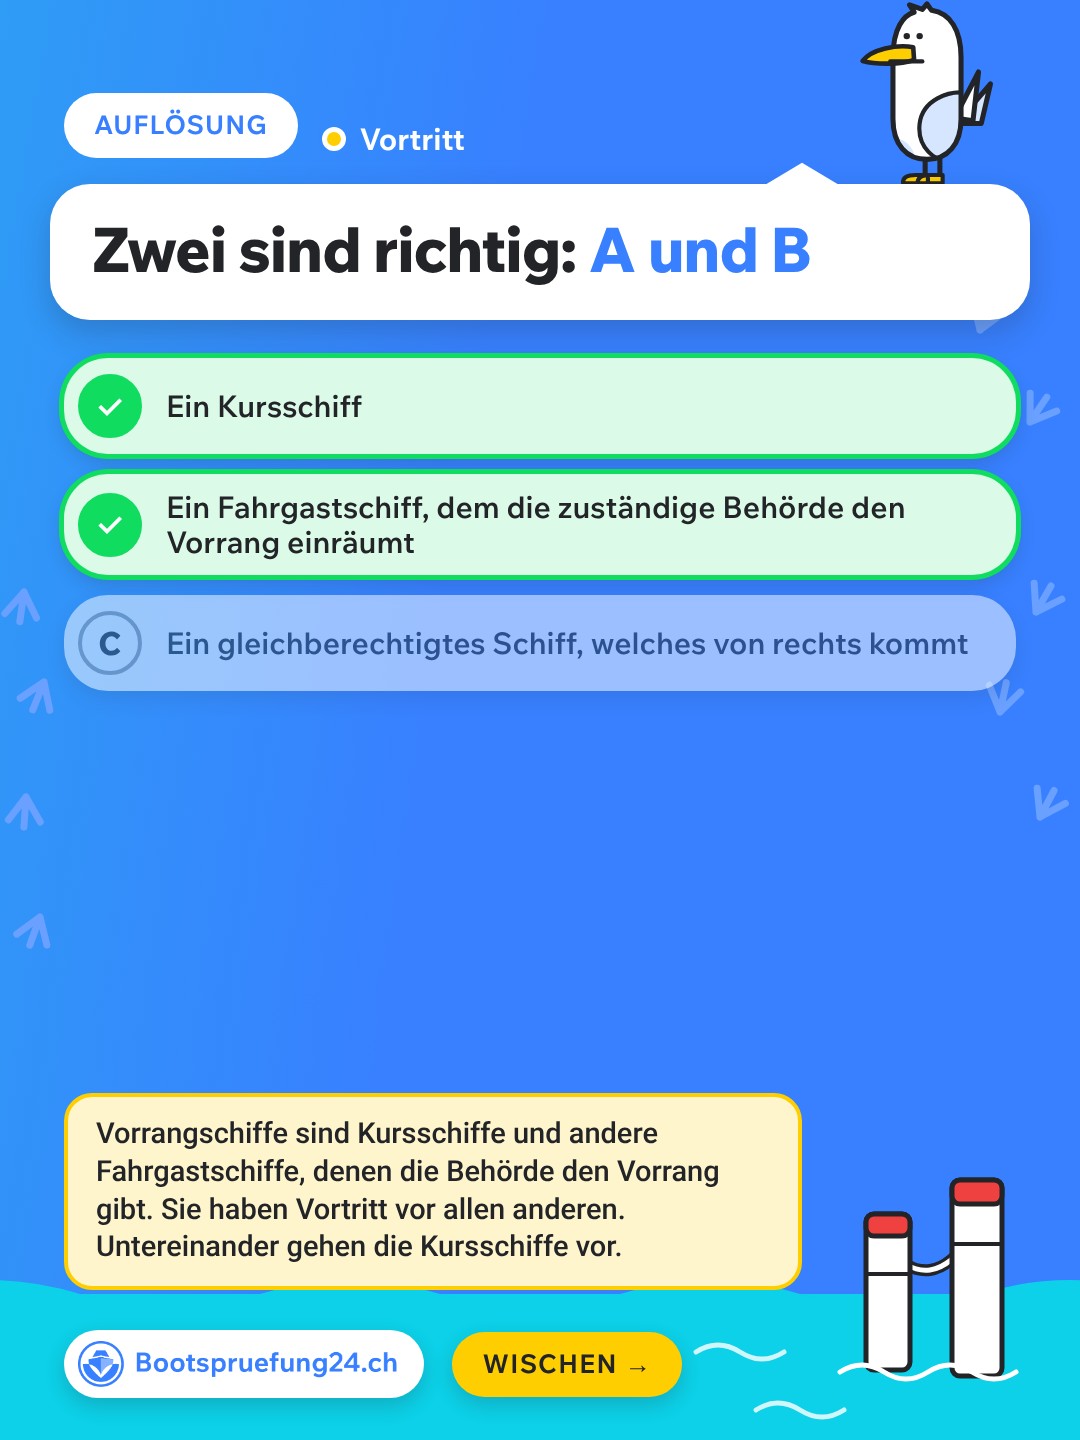 AUFLÖSUNG
Vortritt
Zwei sind richtig: A und B
Ein Kursschiff
Ein Fahrgastschiff, dem die zuständige Behörde den
Vorrang einräumt
C
Ein gleichberechtigtes Schiff, welches von rechts kommt
Vorrangschiffe sind Kursschiffe und andere
Fahrgastschiffe, denen die Behörde den Vorrang
gibt. Sie haben Vortritt vor allen anderen.
Untereinander gehen die Kursschiffe vor.
Bootspruefung24.ch
WISCHEN →